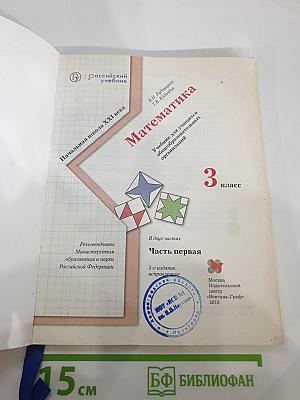 российский
учебник
Начальная школа XXI века
В.Н. Рудницкая
Т.В. Юдачева
Математика
Учебник для учащихся
общеобразовательных
организаций
3 класс
В двух частях
Часть первая
5-е издание,
исправленное
Рекомендовано
Министерством
образования и науки
Российской Федерации
Москва
Издательский
центр
«Вентана-Граф»
2018
15 см
БФ БИБЛИОФАН